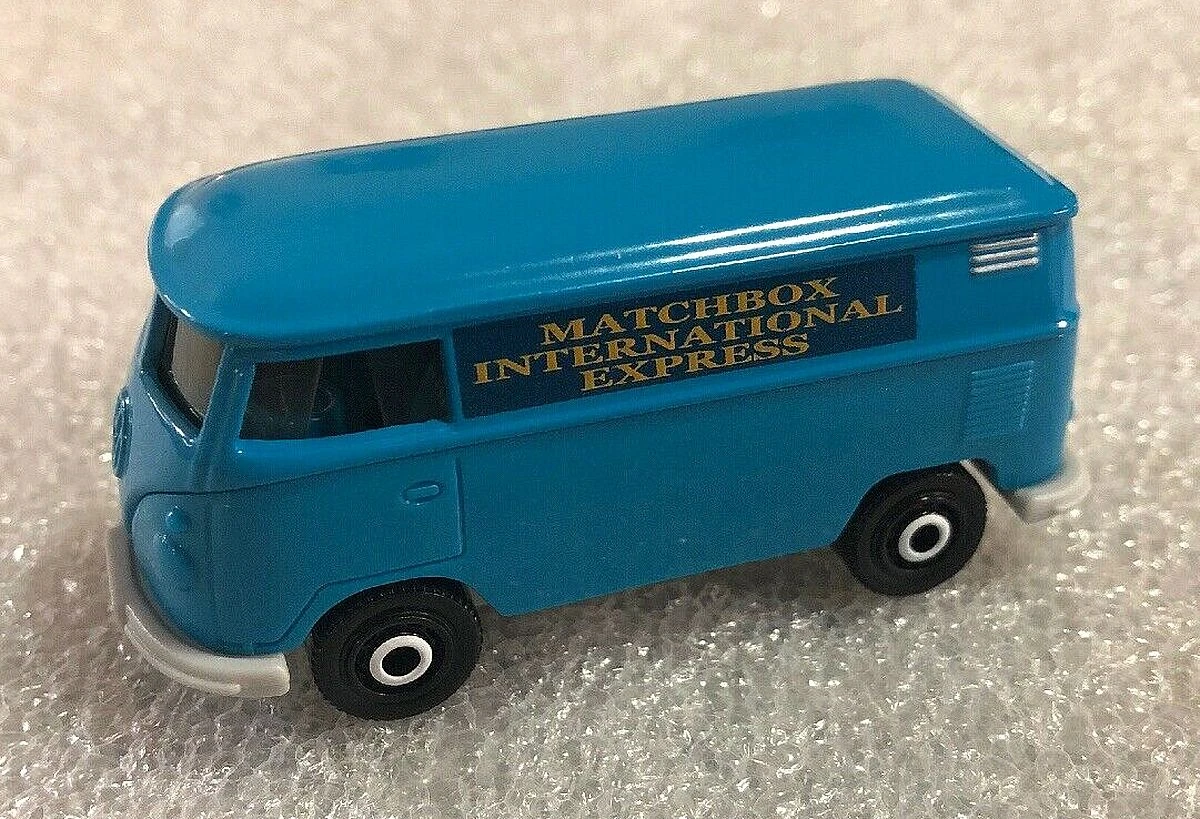 MATCHBOX
INTERNATIONAL
EXPRESS